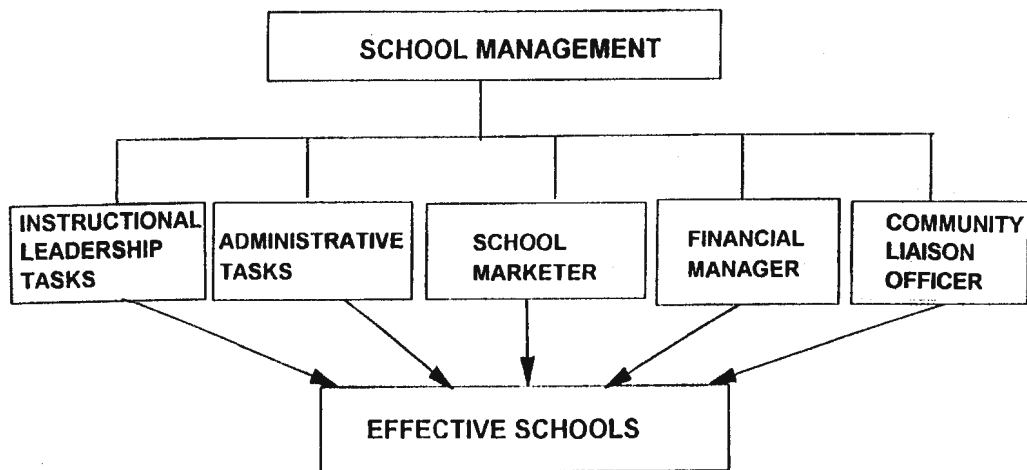 SCHOOL MANAGEMENT
INSTRUCTIONAL
LEADERSHIP
TASKS
ADMINISTRATIVE
TASKS
SCHOOL
MARKETER
FINANCIAL
MANAGER
COMMUNITY
LIAISON
OFFICER
EFFECTIVE SCHOOLS